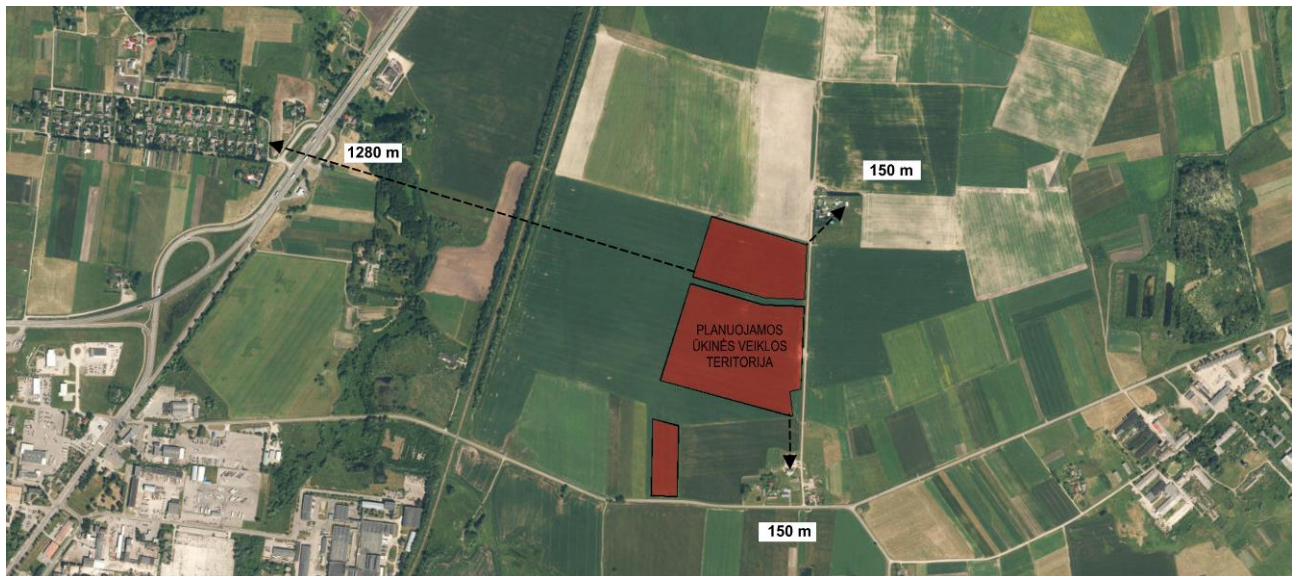 1280 m
150 m
PLANUOJAMOS
ŪKINĖS VEIKLOS
TERITORIJA
150 m